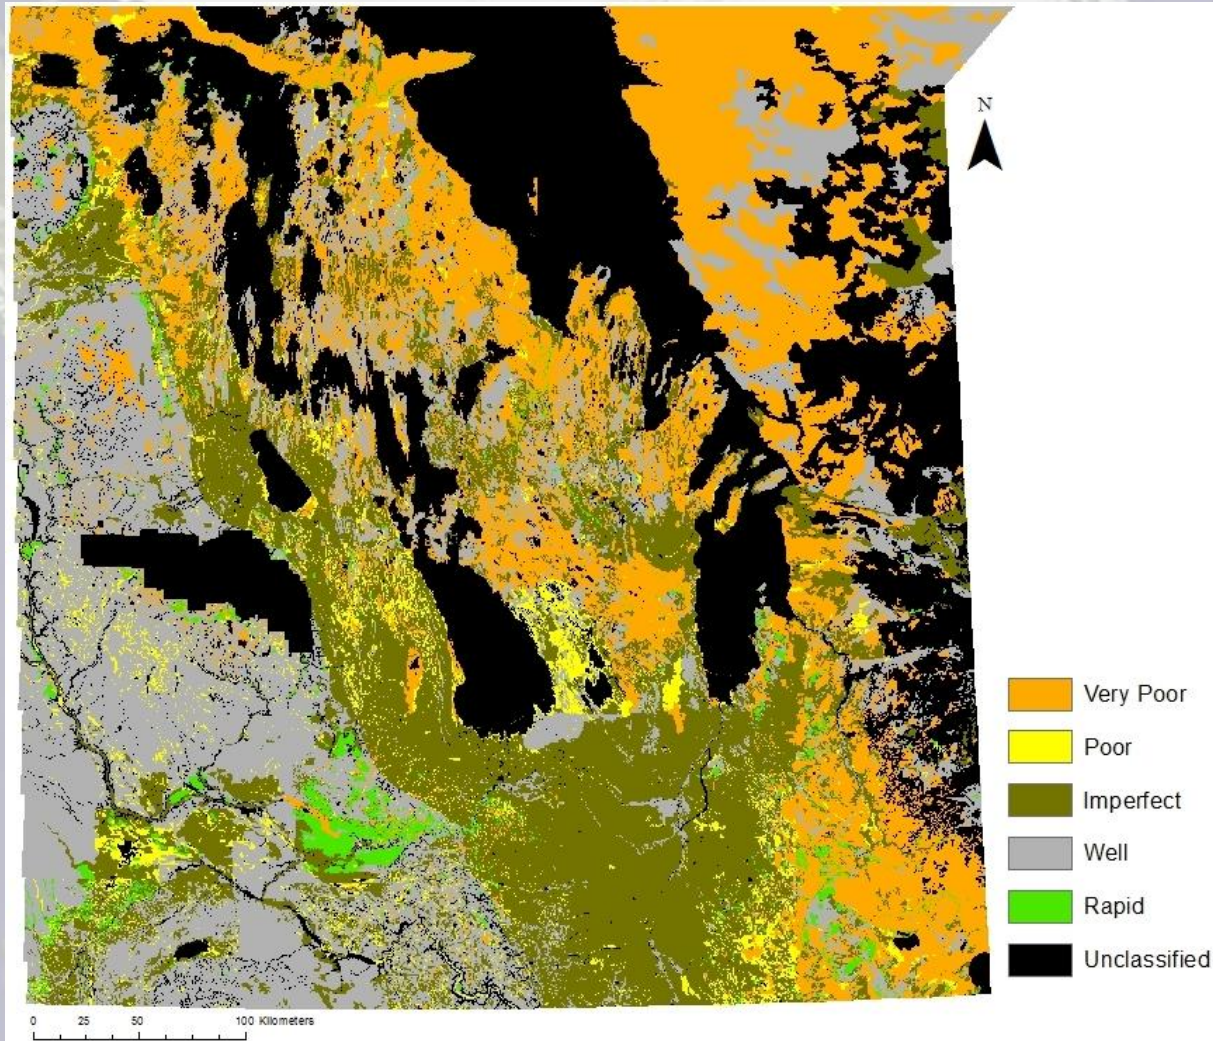 N
Very Poor
Poor
Imperfect
Well
Rapid
Unclassified
0 25 50 100 Kilometers